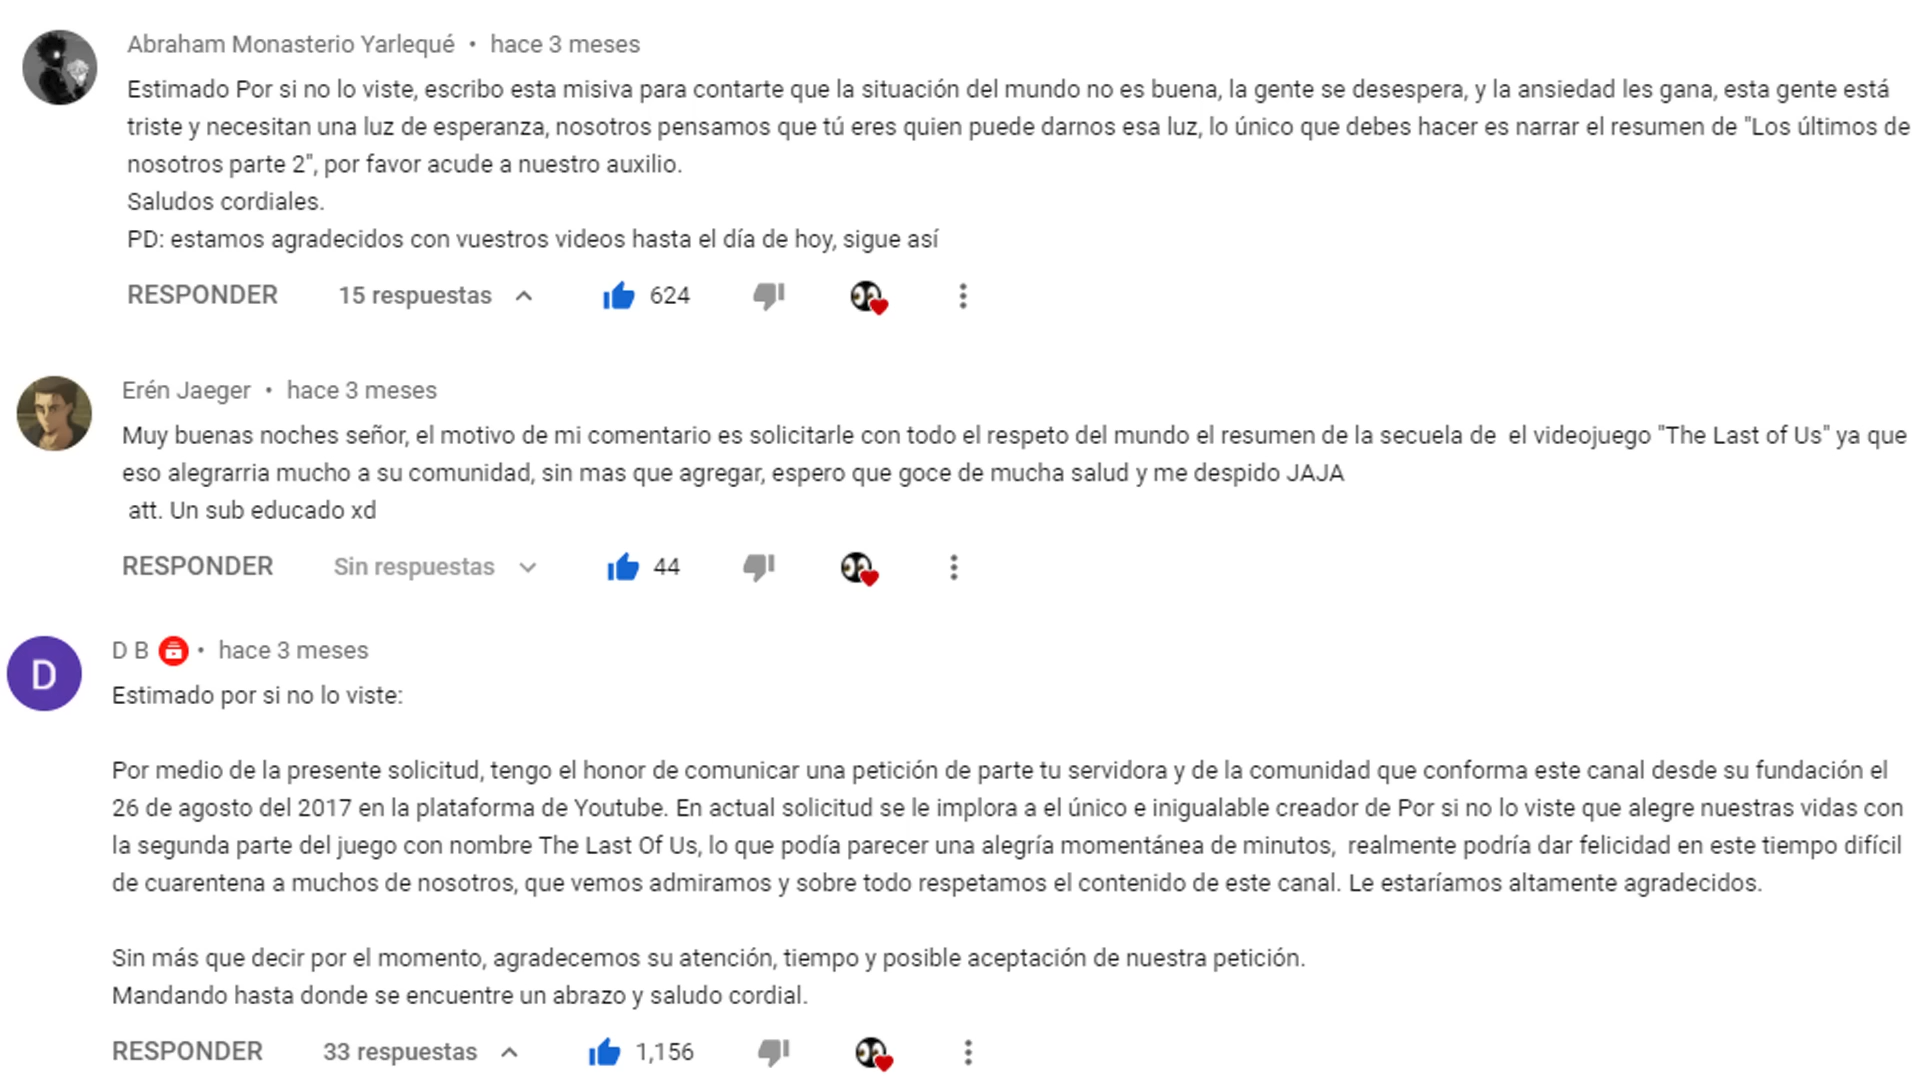 Abraham Monasterio Yarlequé • hace 3 meses
Estimado Por si no lo viste, escribo esta misiva para contarte que la situación del mundo no es buena, la gente se desespera, y la ansiedad les gana, esta gente está
triste y necesitan una luz de esperanza, nosotros pensamos que tú eres quien puede darnos esa luz, lo único que debes hacer es narrar el resumen de "Los últimos de
nosotros parte 2", por favor acude a nuestro auxilio.
Saludos cordiales.
PD: estamos agradecidos con vuestros videos hasta el día de hoy, sigue así
RESPONDER 15 respuestas 624
Erén Jaeger • hace 3 meses
Muy buenas noches señor, el motivo de mi comentario es solicitarle con todo el respeto del mundo el resumen de la secuela de el videojuego "The Last of Us" ya que
eso alegrarria mucho a su comunidad, sin mas que agregar, espero que goce de mucha salud y me despido JAJA
att. Un sub educado xd
RESPONDER Sin respuestas 44
D
D B • hace 3 meses
Estimado por si no lo viste:
Por medio de la presente solicitud, tengo el honor de comunicar una petición de parte tu servidora y de la comunidad que conforma este canal desde su fundación el
26 de agosto del 2017 en la plataforma de Youtube. En actual solicitud se le implora a el único e inigualable creador de Por si no lo viste que alegre nuestras vidas con
la segunda parte del juego con nombre The Last Of Us, lo que podía parecer una alegría momentánea de minutos, realmente podría dar felicidad en este tiempo difícil
de cuarentena a muchos de nosotros, que vemos admiramos y sobre todo respetamos el contenido de este canal. Le estaríamos altamente agradecidos.
Sin más que decir por el momento, agradecemos su atención, tiempo y posible aceptación de nuestra petición.
Mandando hasta donde se encuentre un abrazo y saludo cordial.
RESPONDER 33 respuestas 1,156